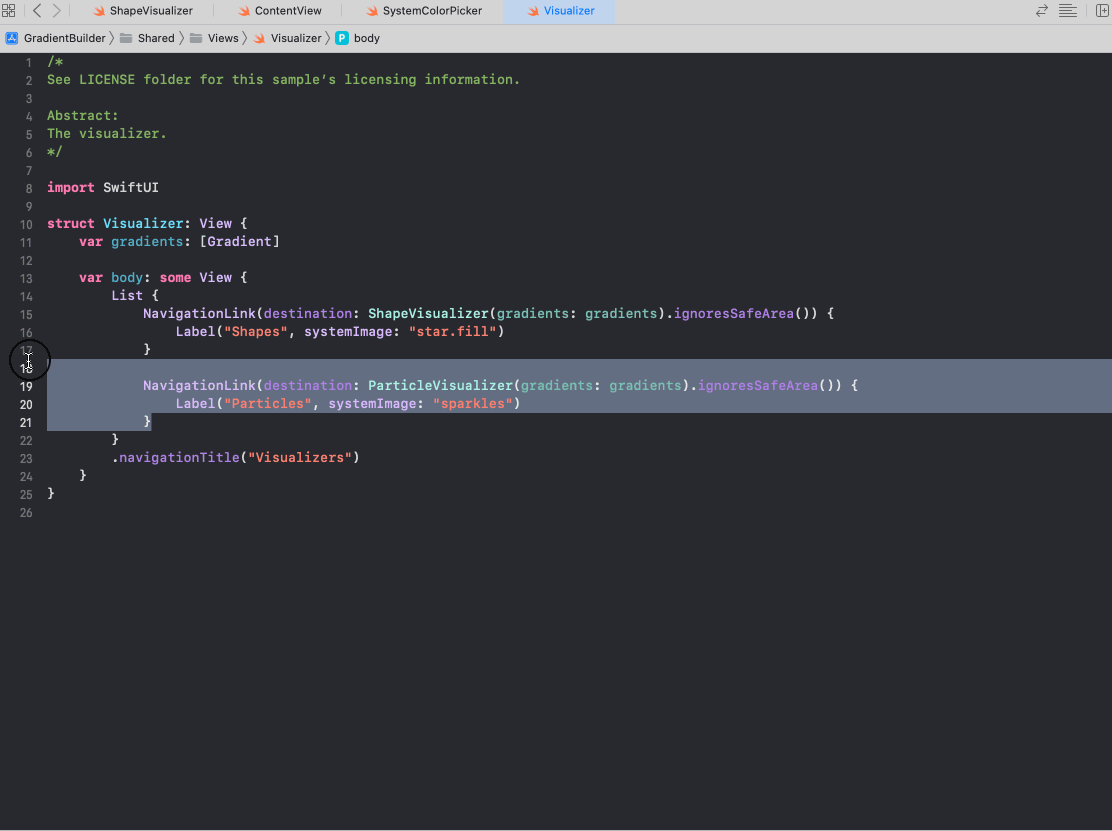 ShapeVisualizer ContentView SystemColorPicker Visualizer
GradientBuilder Shared Views Visualizer P body
1 /*
2 See LICENSE folder for this sample's licensing information.
3
4 Abstract:
5 The visualizer.
6 */
7
8 import SwiftUI
9
10 struct Visualizer: View {
11 var gradients: [Gradient]
12
13 var body: some View {
14 List {
15 NavigationLink(destination: ShapeVisualizer(gradients: gradients).ignoresSafeArea()) {
16 Label("Shapes", systemImage: "star.fill")
17 }
18
19 NavigationLink(destination: ParticleVisualizer(gradients: gradients).ignoresSafeArea()) {
20 Label("Particles", systemImage: "sparkles")
21 }
22 }
23 .navigationTitle("Visualizers")
24 }
25 }
26